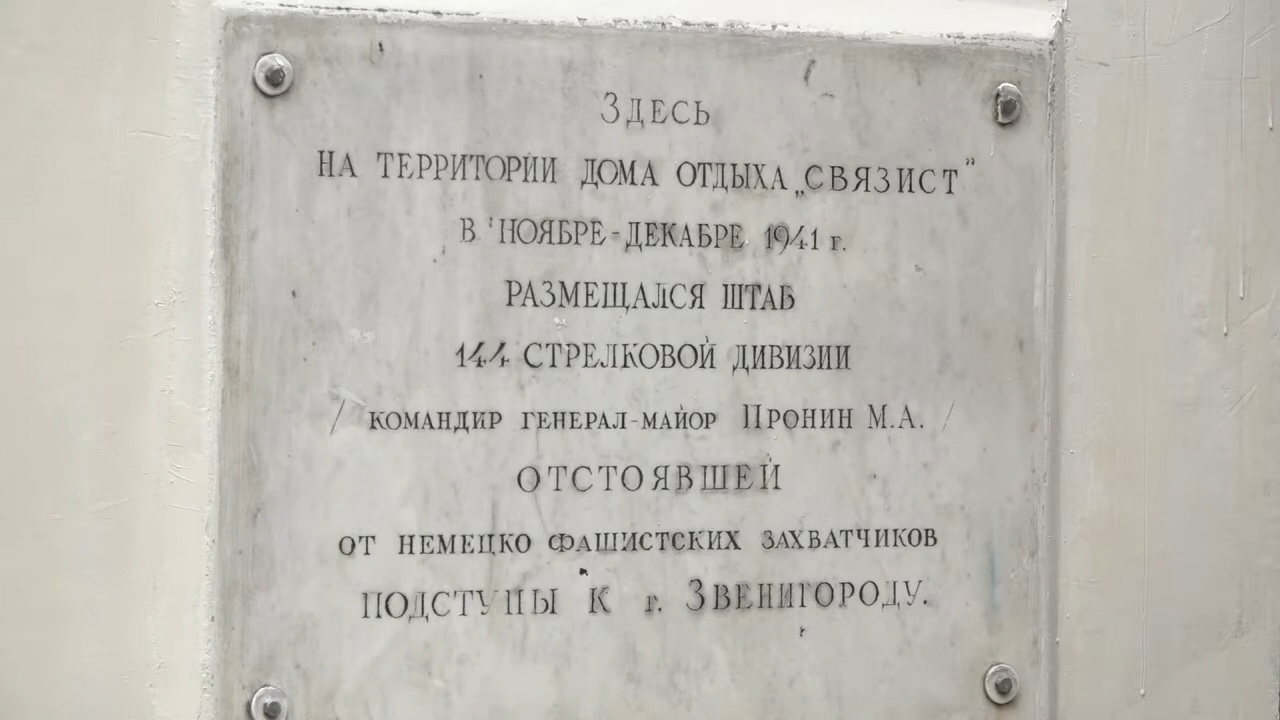 Здесь
на территории дома отдыха „Связист”
в ноябре-декабре 1941 г.
размещался штаб
144 стрелковой дивизии
/ командир генерал-майор Пронин М.А. /
отстоявшей
от немецко фашистских захватчиков
подступы к г. Звенигороду.